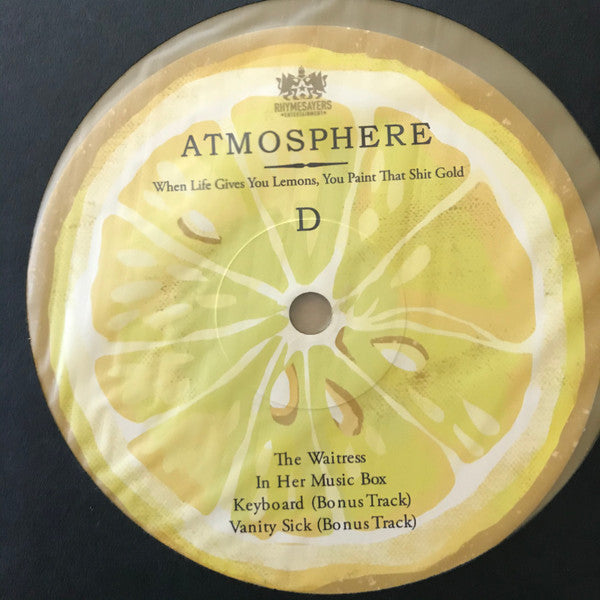 RHYMESAYERS
ENTERTAINMENT
ATMOSPHERE
When Life Gives You Lemons, You Paint That Shit Gold
D
The Waitress
In Her Music Box
Keyboard (Bonus Track)
Vanity Sick (Bonus Track)